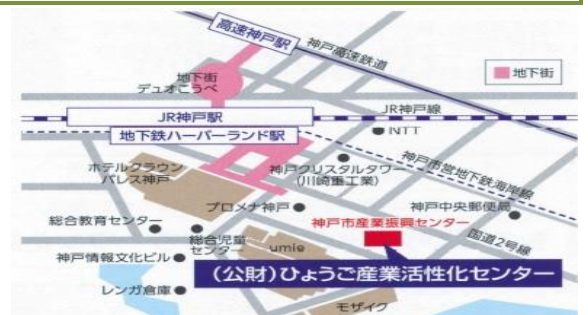 高速神戸駅
神戸高速鉄道
地下街
デュオこうべ
地下街
JR神戸駅
JR神戸線
地下鉄ハーバーランド駅
NTT
ホテルクラウン
パレス神戸
神戸クリスタルタワー
(川崎重工業)
神戸市営地下鉄海岸線
プロメナ神戸
神戸中央郵便局
総合教育センター
神戸市産業振興センター
国道2号線
総合児童
センター
umie
神戸情報文化ビル
(公財)ひょうご産業活性化センター
レンガ倉庫
モザイク